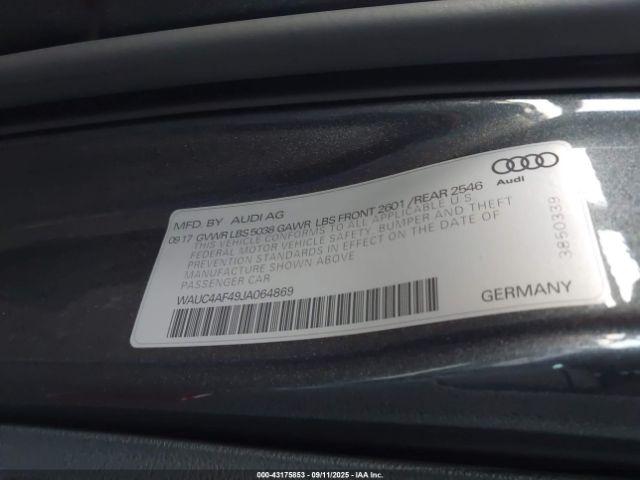 Audi
MFD BY AUDI AG
09 17 GVWR LBS 5038 GAWR LBS FRONT 2601 / REAR 2546
THIS VEHICLE CONFORMS TO ALL APPLICABLE U S
FEDERAL MOTOR VEHICLE SAFETY, BUMPER AND THEFT
PREVENTION STANDARDS IN EFFECT ON THE DATE OF
MANUFACTURE SHOWN ABOVE
PASSENGER CAR
WAUC4AF49JA064869
GERMANY
3850339
000-43175853 - 09/11/2025 - IAA Inc.